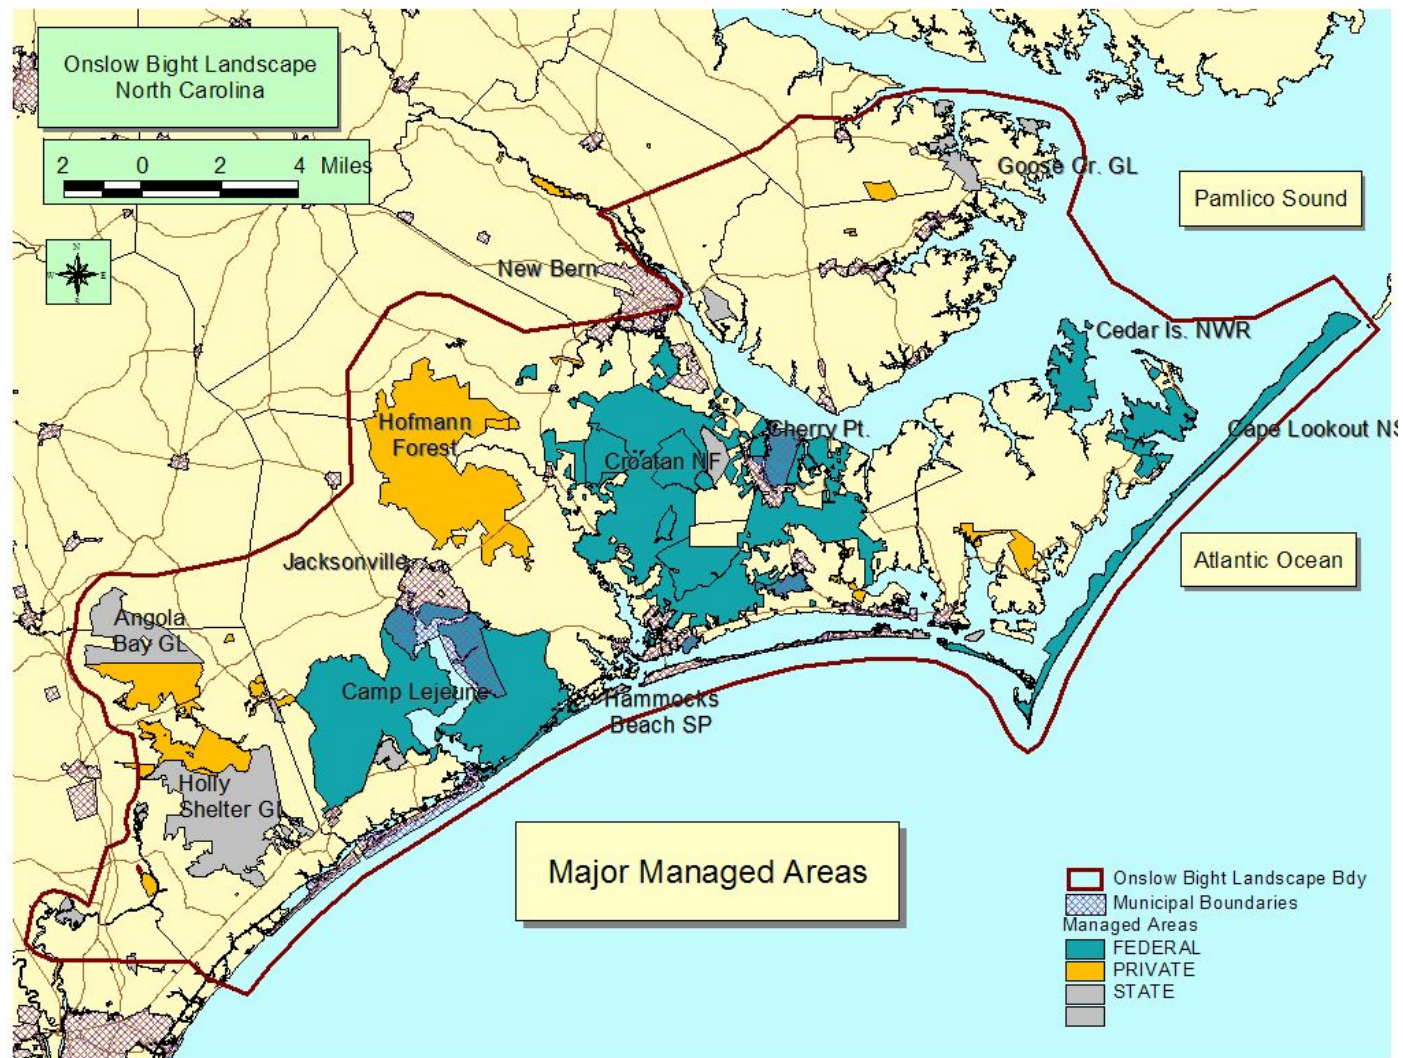 Onslow Bight Landscape
North Carolina
2 0 2 4 Miles
N
W E
S
Goose Cr. GL
Pamlico Sound
New Bern
Cedar Is. NWR
Hofmann
Forest
Cherry Pt.
Cape Lookout NS
Croatan NF
Jacksonville
Atlantic Ocean
Angola
Bay GL
Camp Lejeune
Hammocks
Beach SP
Holly
Shelter GL
Major Managed Areas
Onslow Bight Landscape Bdy
Municipal Boundaries
Managed Areas
FEDERAL
PRIVATE
STATE